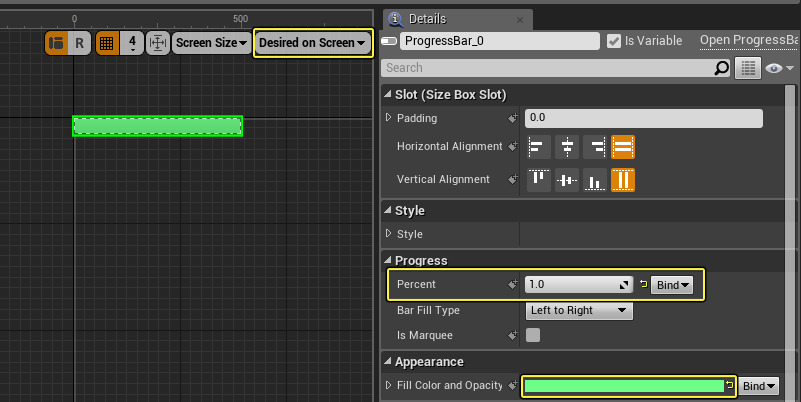 0 500
R 4 Screen Size Desired on Screen
Details
ProgressBar_0 Is Variable Open ProgressBa
Search
Slot (Size Box Slot)
Padding 0.0
Horizontal Alignment
Vertical Alignment
Style
Style
Progress
Percent 1.0 Bind
Bar Fill Type Left to Right
Is Marquee
Appearance
Fill Color and Opacity Bind